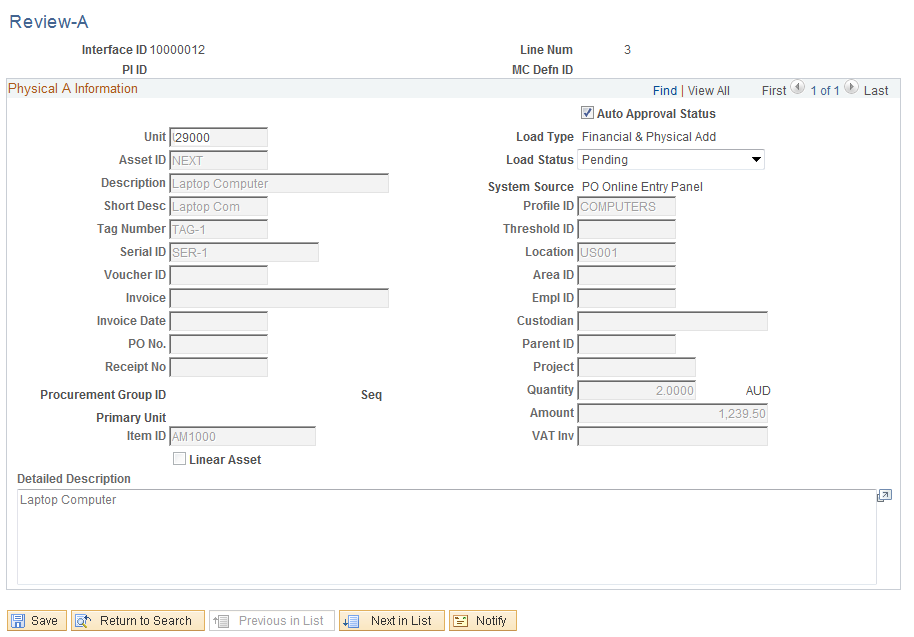 Review-A
Interface ID 10000012 Line Num 3
PI ID MC Defn ID
Physical A Information Find | View All First 1 of 1 Last
Auto Approval Status
Unit 29000 Load Type Financial & Physical Add
Asset ID NEXT Load Status Pending
Description Laptop Computer System Source PO Online Entry Panel
Short Desc Laptop Com Profile ID COMPUTERS
Tag Number TAG-1 Threshold ID
Serial ID SER-1 Location US001
Voucher ID Area ID
Invoice Empl ID
Invoice Date Custodian
PO No. Parent ID
Receipt No Project
Procurement Group ID Seq Quantity 2.0000 AUD
Primary Unit Amount 1,239.50
Item ID AM1000 VAT Inv
Linear Asset
Detailed Description
Laptop Computer
Save Return to Search Previous in List Next in List Notify